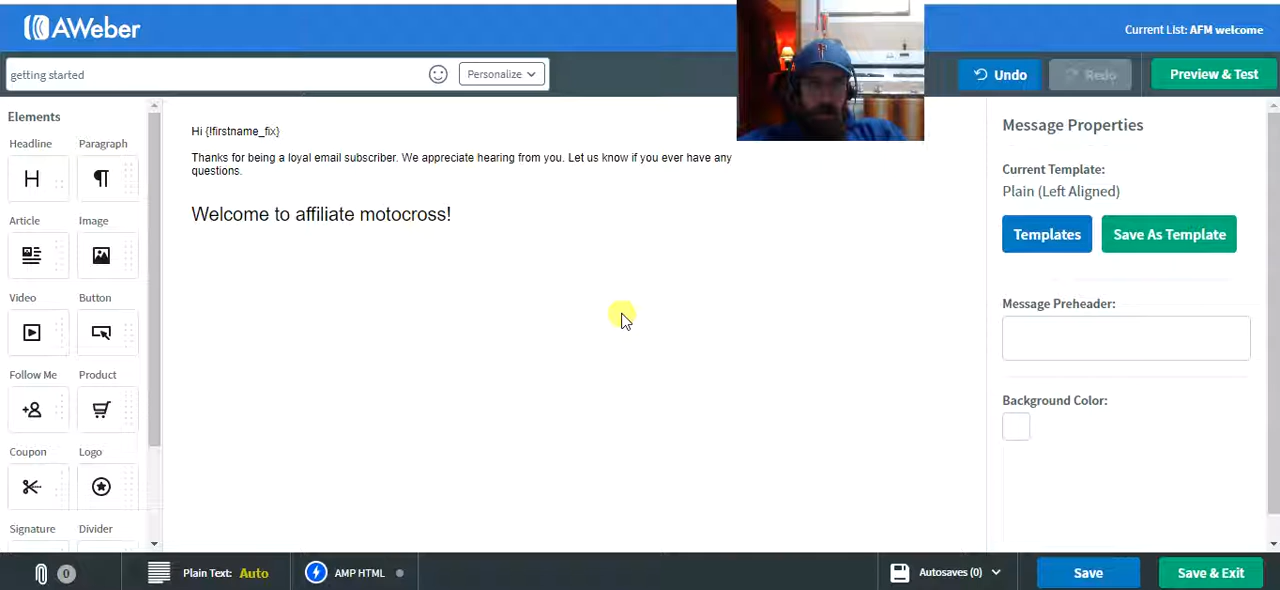 AWeber
Current List: AFM welcome
getting started
Personalize
Undo
Redo
Preview & Test
Elements
Headline
Paragraph
Article
Image
Video
Button
Follow Me
Product
Coupon
Logo
Signature
Divider
Hi {!firstname_fix}
Thanks for being a loyal email subscriber. We appreciate hearing from you. Let us know if you ever have any
questions.
Welcome to affiliate motocross!
Message Properties
Current Template:
Plain (Left Aligned)
Templates
Save As Template
Message Preheader:
Background Color:
0
Plain Text: Auto
AMP HTML
Autosaves (0)
Save
Save & Exit